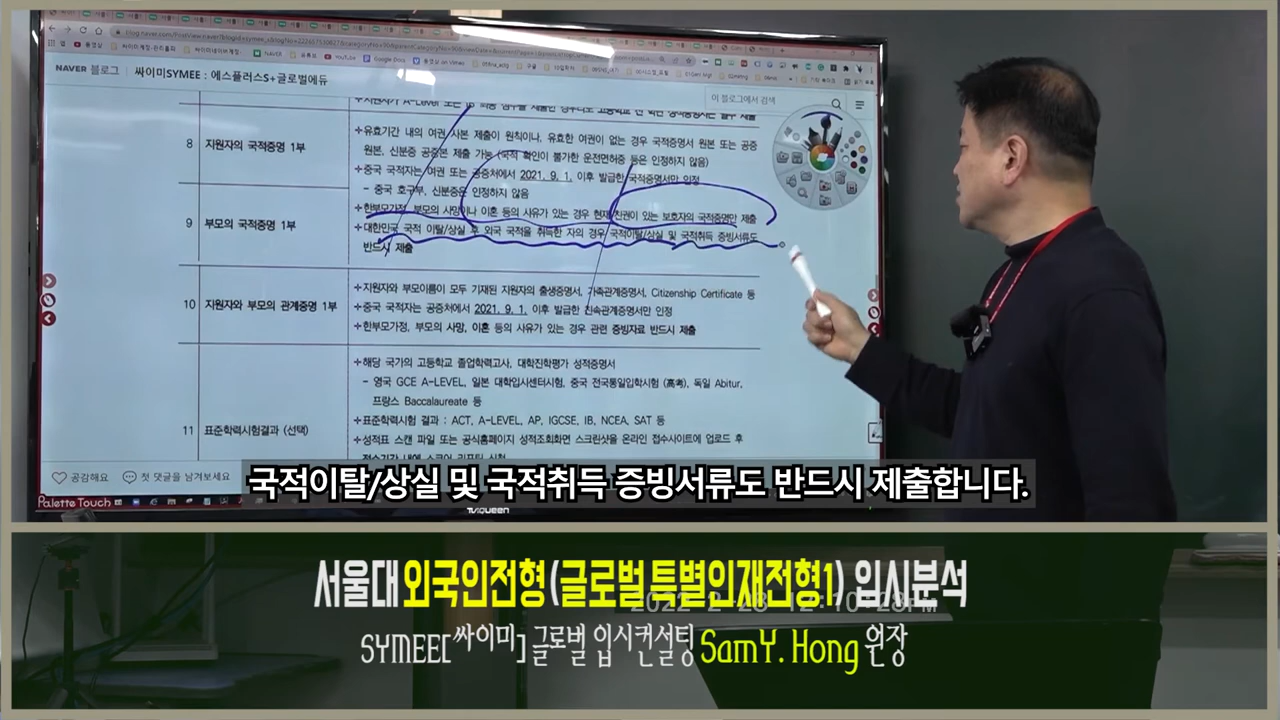 NAVER 블로그 싸이미SYMEE : 에스플러스S+글로벌에듀
이 블로그에서 검색
8 지원자의 국적증명 1부
✢유효기간 내의 여권 사본 제출이 원칙이나, 유효한 여권이 없는 경우 국적증명서 원본 또는 공증
원본, 신분증 공증본 제출 가능 (국적 확인이 불가한 운전면허증 등은 인정하지 않음)
✢중국 국적자는 여권 또는 공증처에서 2021. 9. 1. 이후 발급한 국적증명서만 인정
- 중국 호구부, 신분증은 인정하지 않음
9 부모의 국적증명 1부
✢한부모가정, 부모의 사망이나 이혼 등의 사유가 있는 경우 현재 친권이 있는 보호자의 국적증명만 제출
✢대한민국 국적 이탈/상실 후 외국 국적을 취득한 자의 경우 국적이탈/상실 및 국적취득 증빙서류도
반드시 제출
10 지원자와 부모의 관계증명 1부
✢지원자와 부모이름이 모두 기재된 지원자의 출생증명서, 가족관계증명서, Citizenship Certificate 등
✢중국 국적자는 공증처에서 2021. 9. 1. 이후 발급한 친속관계증명서만 인정
✢한부모가정, 부모의 사망, 이혼 등의 사유가 있는 경우 관련 증빙자료 반드시 제출
11 표준학력시험결과 (선택)
✢해당 국가의 고등학교 졸업학력고사, 대학진학평가 성적증명서
- 영국 GCE A-LEVEL, 일본 대학입시센터시험, 중국 전국통일입학시험 (高考), 독일 Abitur,
프랑스 Baccalaureate 등
✢표준학력시험 결과 : ACT, A-LEVEL, AP, IGCSE, IB, NCEA, SAT 등
✢성적표 스캔 파일 또는 공식홈페이지 성적조회화면 스크린샷을 온라인 접수사이트에 업로드 후
공감해요 첫 댓글을 남겨보세요
국적이탈/상실 및 국적취득 증빙서류도 반드시 제출합니다.
PaletteTouch
TVIQUEEN
서울대 외국인전형 (글로벌 특별인재전형1) 입시분석
2022 2 28 12:10:28PM
SYMEE[싸이미] 글로벌 입시컨설팅 Sam Y. Hong 원장